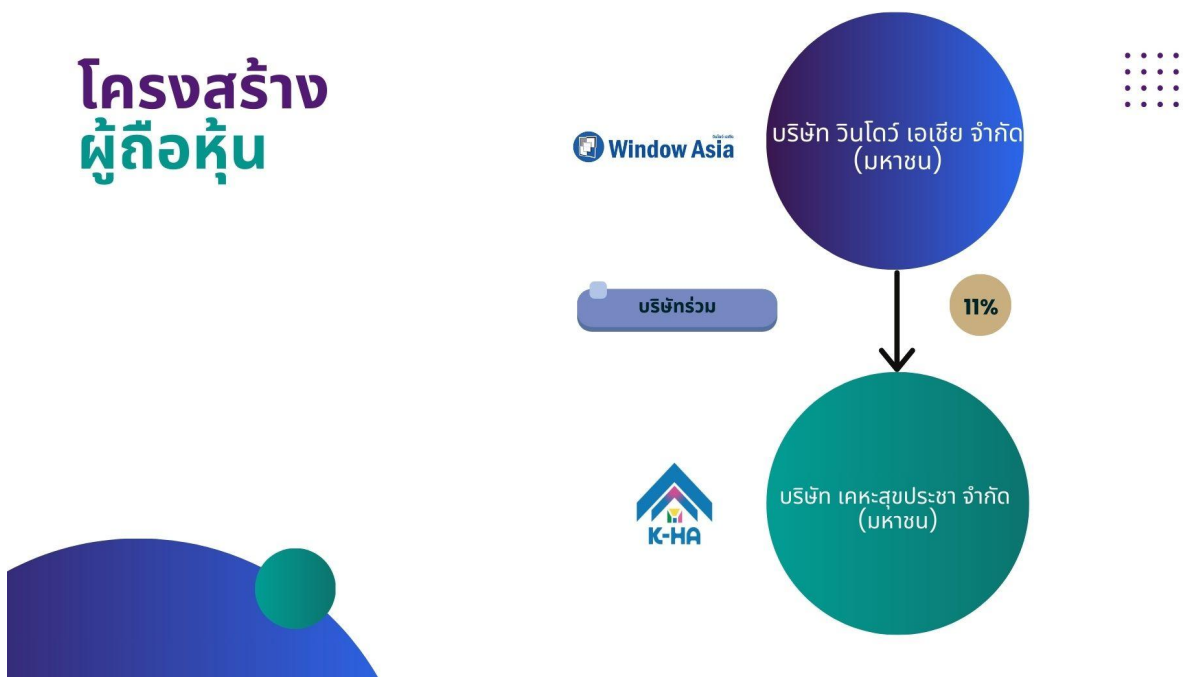 โครงสร้าง
ผู้ถือหุ้น
Window Asia
บริษัท วินโดว์ เอเชีย จำกัด
(มหาชน)
บริษัทร่วม
11%
K-HA
บริษัท เคหะสุขประชา จำกัด
(มหาชน)